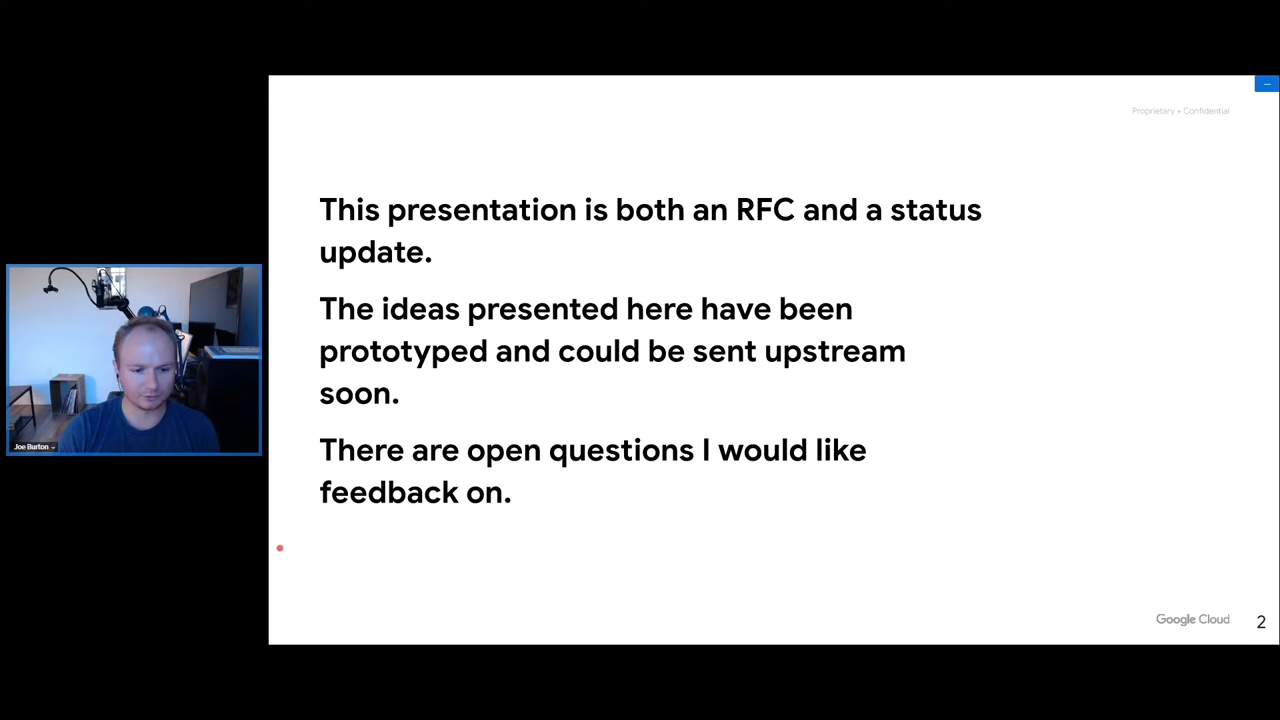 Proprietary + Confidential
This presentation is both an RFC and a status
update.
The ideas presented here have been
prototyped and could be sent upstream
soon.
There are open questions I would like
feedback on.
Joe Burton
Google Cloud
2